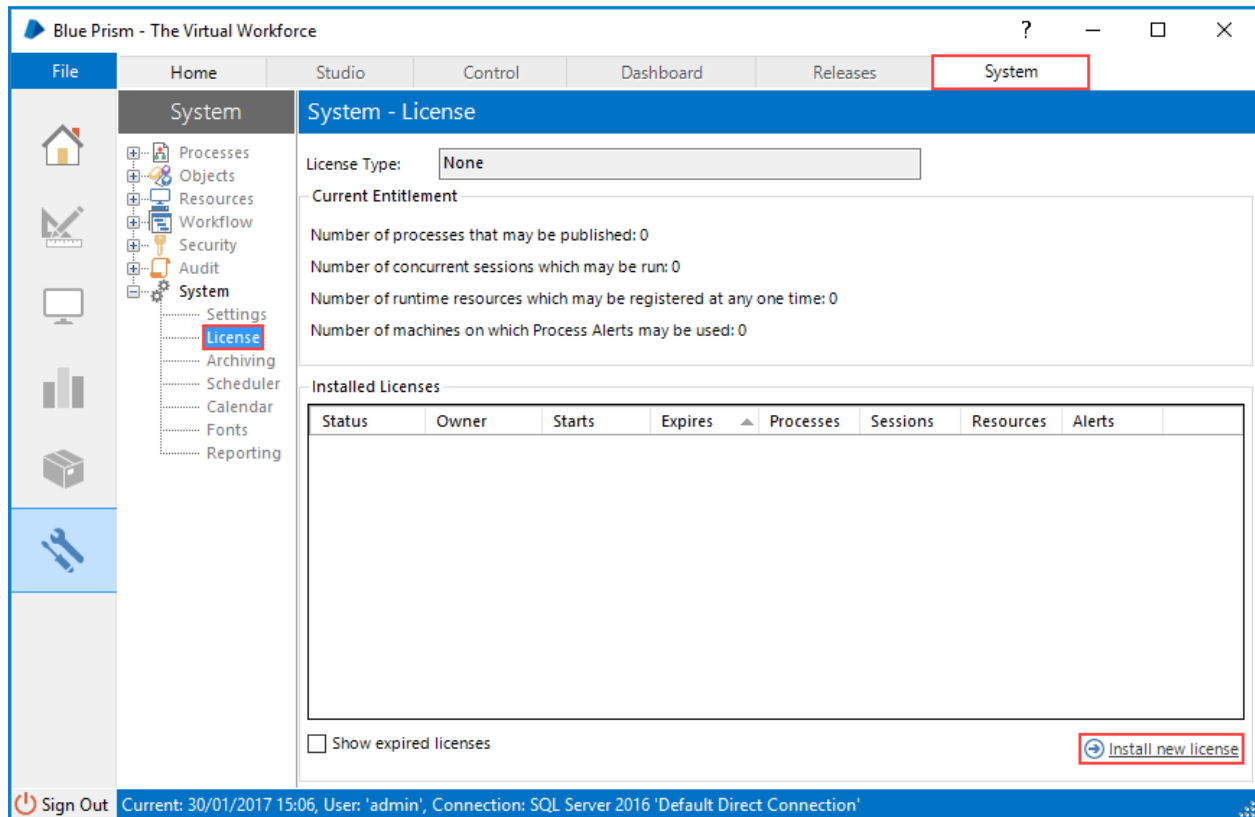 Blue Prism - The Virtual Workforce
?
File Home Studio Control Dashboard Releases System
System
System - License
Processes
Objects
Resources
Workflow
Security
Audit
System
Settings
License
Archiving
Scheduler
Calendar
Fonts
Reporting
License Type: None
Current Entitlement
Number of processes that may be published: 0
Number of concurrent sessions which may be run: 0
Number of runtime resources which may be registered at any one time: 0
Number of machines on which Process Alerts may be used: 0
Installed Licenses
Status Owner Starts Expires Processes Sessions Resources Alerts
Show expired licenses
Install new license
Sign Out Current: 30/01/2017 15:06, User: 'admin', Connection: SQL Server 2016 'Default Direct Connection'